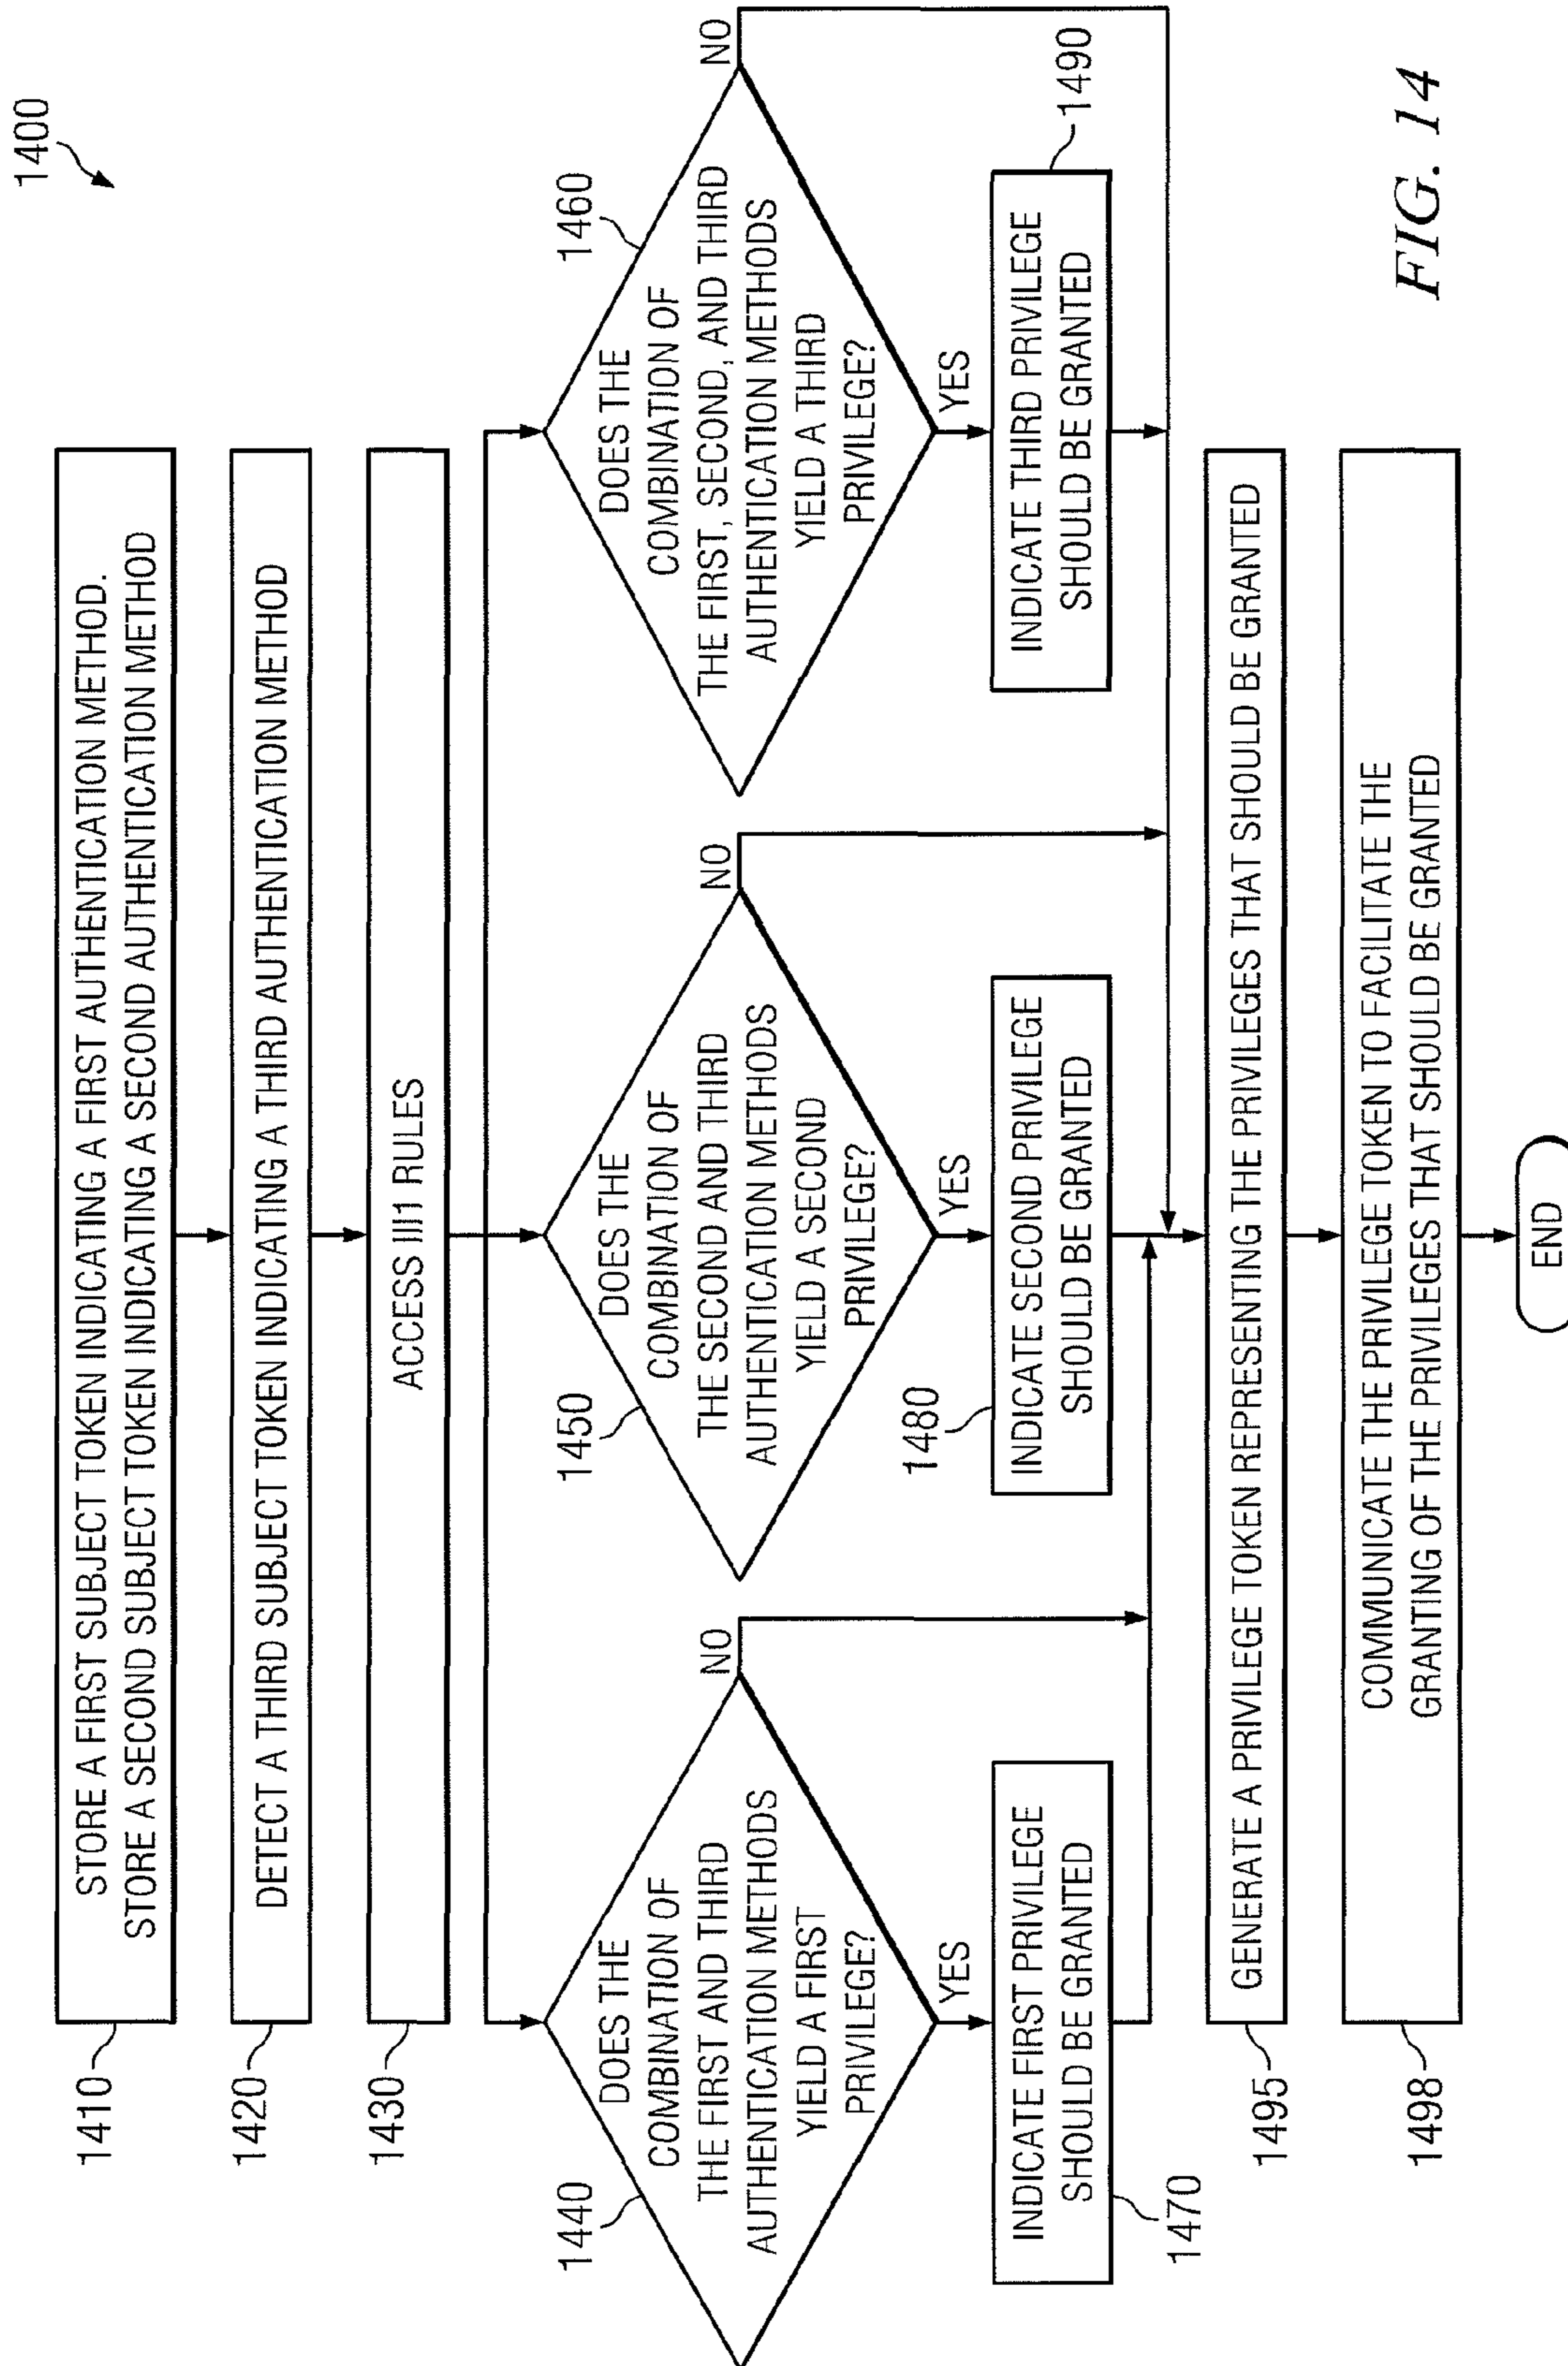 1400
1410
STORE A FIRST SUBJECT TOKEN INDICATING A FIRST AUTHENTICATION METHOD.
STORE A SECOND SUBJECT TOKEN INDICATING A SECOND AUTHENTICATION METHOD
1420
DETECT A THIRD SUBJECT TOKEN INDICATING A THIRD AUTHENTICATION METHOD
1430
ACCESS III1 RULES
1440
DOES THE
COMBINATION OF
THE FIRST AND THIRD
AUTHENTICATION METHODS
YIELD A FIRST
PRIVILEGE?
NO
YES
1450
DOES THE
COMBINATION OF
THE SECOND AND THIRD
AUTHENTICATION METHODS
YIELD A SECOND
PRIVILEGE?
NO
YES
1460
DOES THE
COMBINATION OF
THE FIRST, SECOND, AND THIRD
AUTHENTICATION METHODS
YIELD A THIRD
PRIVILEGE?
NO
YES
INDICATE FIRST PRIVILEGE
SHOULD BE GRANTED
1470
1480
INDICATE SECOND PRIVILEGE
SHOULD BE GRANTED
INDICATE THIRD PRIVILEGE
SHOULD BE GRANTED
1490
1495
GENERATE A PRIVILEGE TOKEN REPRESENTING THE PRIVILEGES THAT SHOULD BE GRANTED
1498
COMMUNICATE THE PRIVILEGE TOKEN TO FACILITATE THE
GRANTING OF THE PRIVILEGES THAT SHOULD BE GRANTED
END
FIG. 14